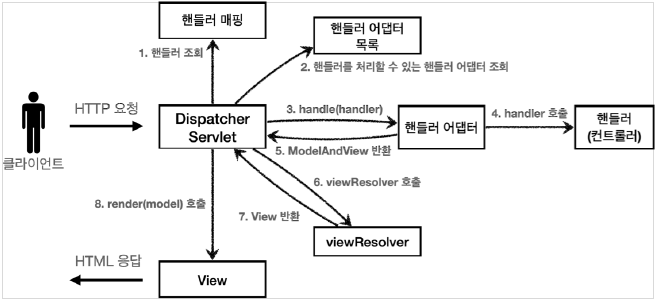 핸들러 매핑
핸들러 어댑터
목록
1. 핸들러 조회
2. 핸들러를 처리할 수 있는 핸들러 어댑터 조회
HTTP 요청
Dispatcher
Servlet
3. handle(handler)
핸들러 어댑터
4. handler 호출
핸들러
(컨트롤러)
클라이언트
5. ModelAndView 반환
6. viewResolver 호출
8. render(model) 호출
7. View 반환
viewResolver
HTML 응답
View